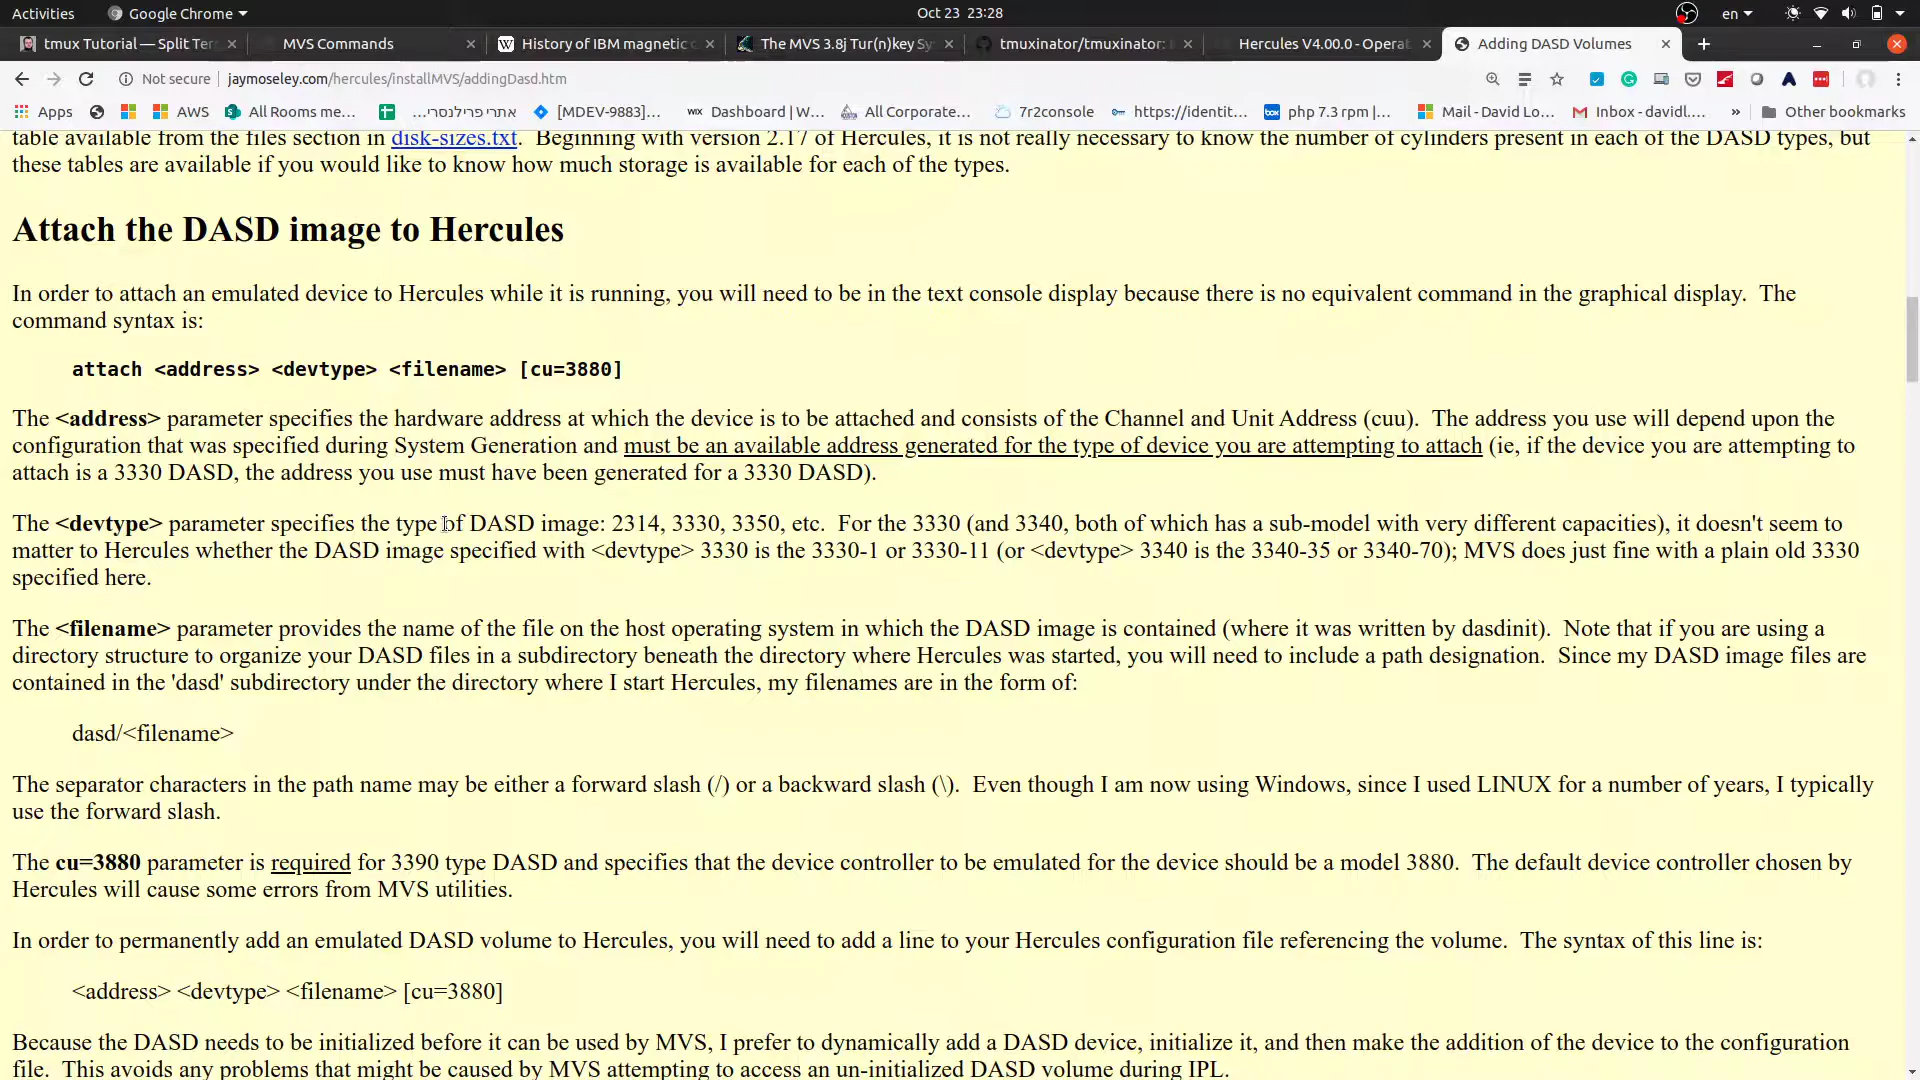 Activities
Google Chrome
Oct 23 23:28
en
tmux Tutorial — Split Ter
MVS Commands
History of IBM magnetic
The MVS 3.8j Tur(n)key Sy
tmuxinator/tmuxinator:
Hercules V4.00.0 - Operat
Adding DASD Volumes
Not secure
jaymoseley.com/hercules/installMVS/addingDasd.htm
Apps
AWS
All Rooms me...
אתרי פרילנסרי...
[MDEV-9883]...
Dashboard | W...
All Corporate...
7r2console
https://identit...
php 7.3 rpm |...
Mail - David Lo...
Inbox - davidl....
»
Other bookmarks
table available from the files section in disk-sizes.txt. Beginning with version 2.17 of Hercules, it is not really necessary to know the number of cylinders present in each of the DASD types, but
these tables are available if you would like to know how much storage is available for each of the types.
Attach the DASD image to Hercules
In order to attach an emulated device to Hercules while it is running, you will need to be in the text console display because there is no equivalent command in the graphical display. The
command syntax is:
attach <address> <devtype> <filename> [cu=3880]
The <address> parameter specifies the hardware address at which the device is to be attached and consists of the Channel and Unit Address (cuu). The address you use will depend upon the
configuration that was specified during System Generation and must be an available address generated for the type of device you are attempting to attach (ie, if the device you are attempting to
attach is a 3330 DASD, the address you use must have been generated for a 3330 DASD).
The <devtype> parameter specifies the type of DASD image: 2314, 3330, 3350, etc. For the 3330 (and 3340, both of which has a sub-model with very different capacities), it doesn't seem to
matter to Hercules whether the DASD image specified with <devtype> 3330 is the 3330-1 or 3330-11 (or <devtype> 3340 is the 3340-35 or 3340-70); MVS does just fine with a plain old 3330
specified here.
The <filename> parameter provides the name of the file on the host operating system in which the DASD image is contained (where it was written by dasdinit). Note that if you are using a
directory structure to organize your DASD files in a subdirectory beneath the directory where Hercules was started, you will need to include a path designation. Since my DASD image files are
contained in the 'dasd' subdirectory under the directory where I start Hercules, my filenames are in the form of:
dasd/<filename>
The separator characters in the path name may be either a forward slash (/) or a backward slash (\). Even though I am now using Windows, since I used LINUX for a number of years, I typically
use the forward slash.
The cu=3880 parameter is required for 3390 type DASD and specifies that the device controller to be emulated for the device should be a model 3880. The default device controller chosen by
Hercules will cause some errors from MVS utilities.
In order to permanently add an emulated DASD volume to Hercules, you will need to add a line to your Hercules configuration file referencing the volume. The syntax of this line is:
<address> <devtype> <filename> [cu=3880]
Because the DASD needs to be initialized before it can be used by MVS, I prefer to dynamically add a DASD device, initialize it, and then make the addition of the device to the configuration
file. This avoids any problems that might be caused by MVS attempting to access an un-initialized DASD volume during IPL.